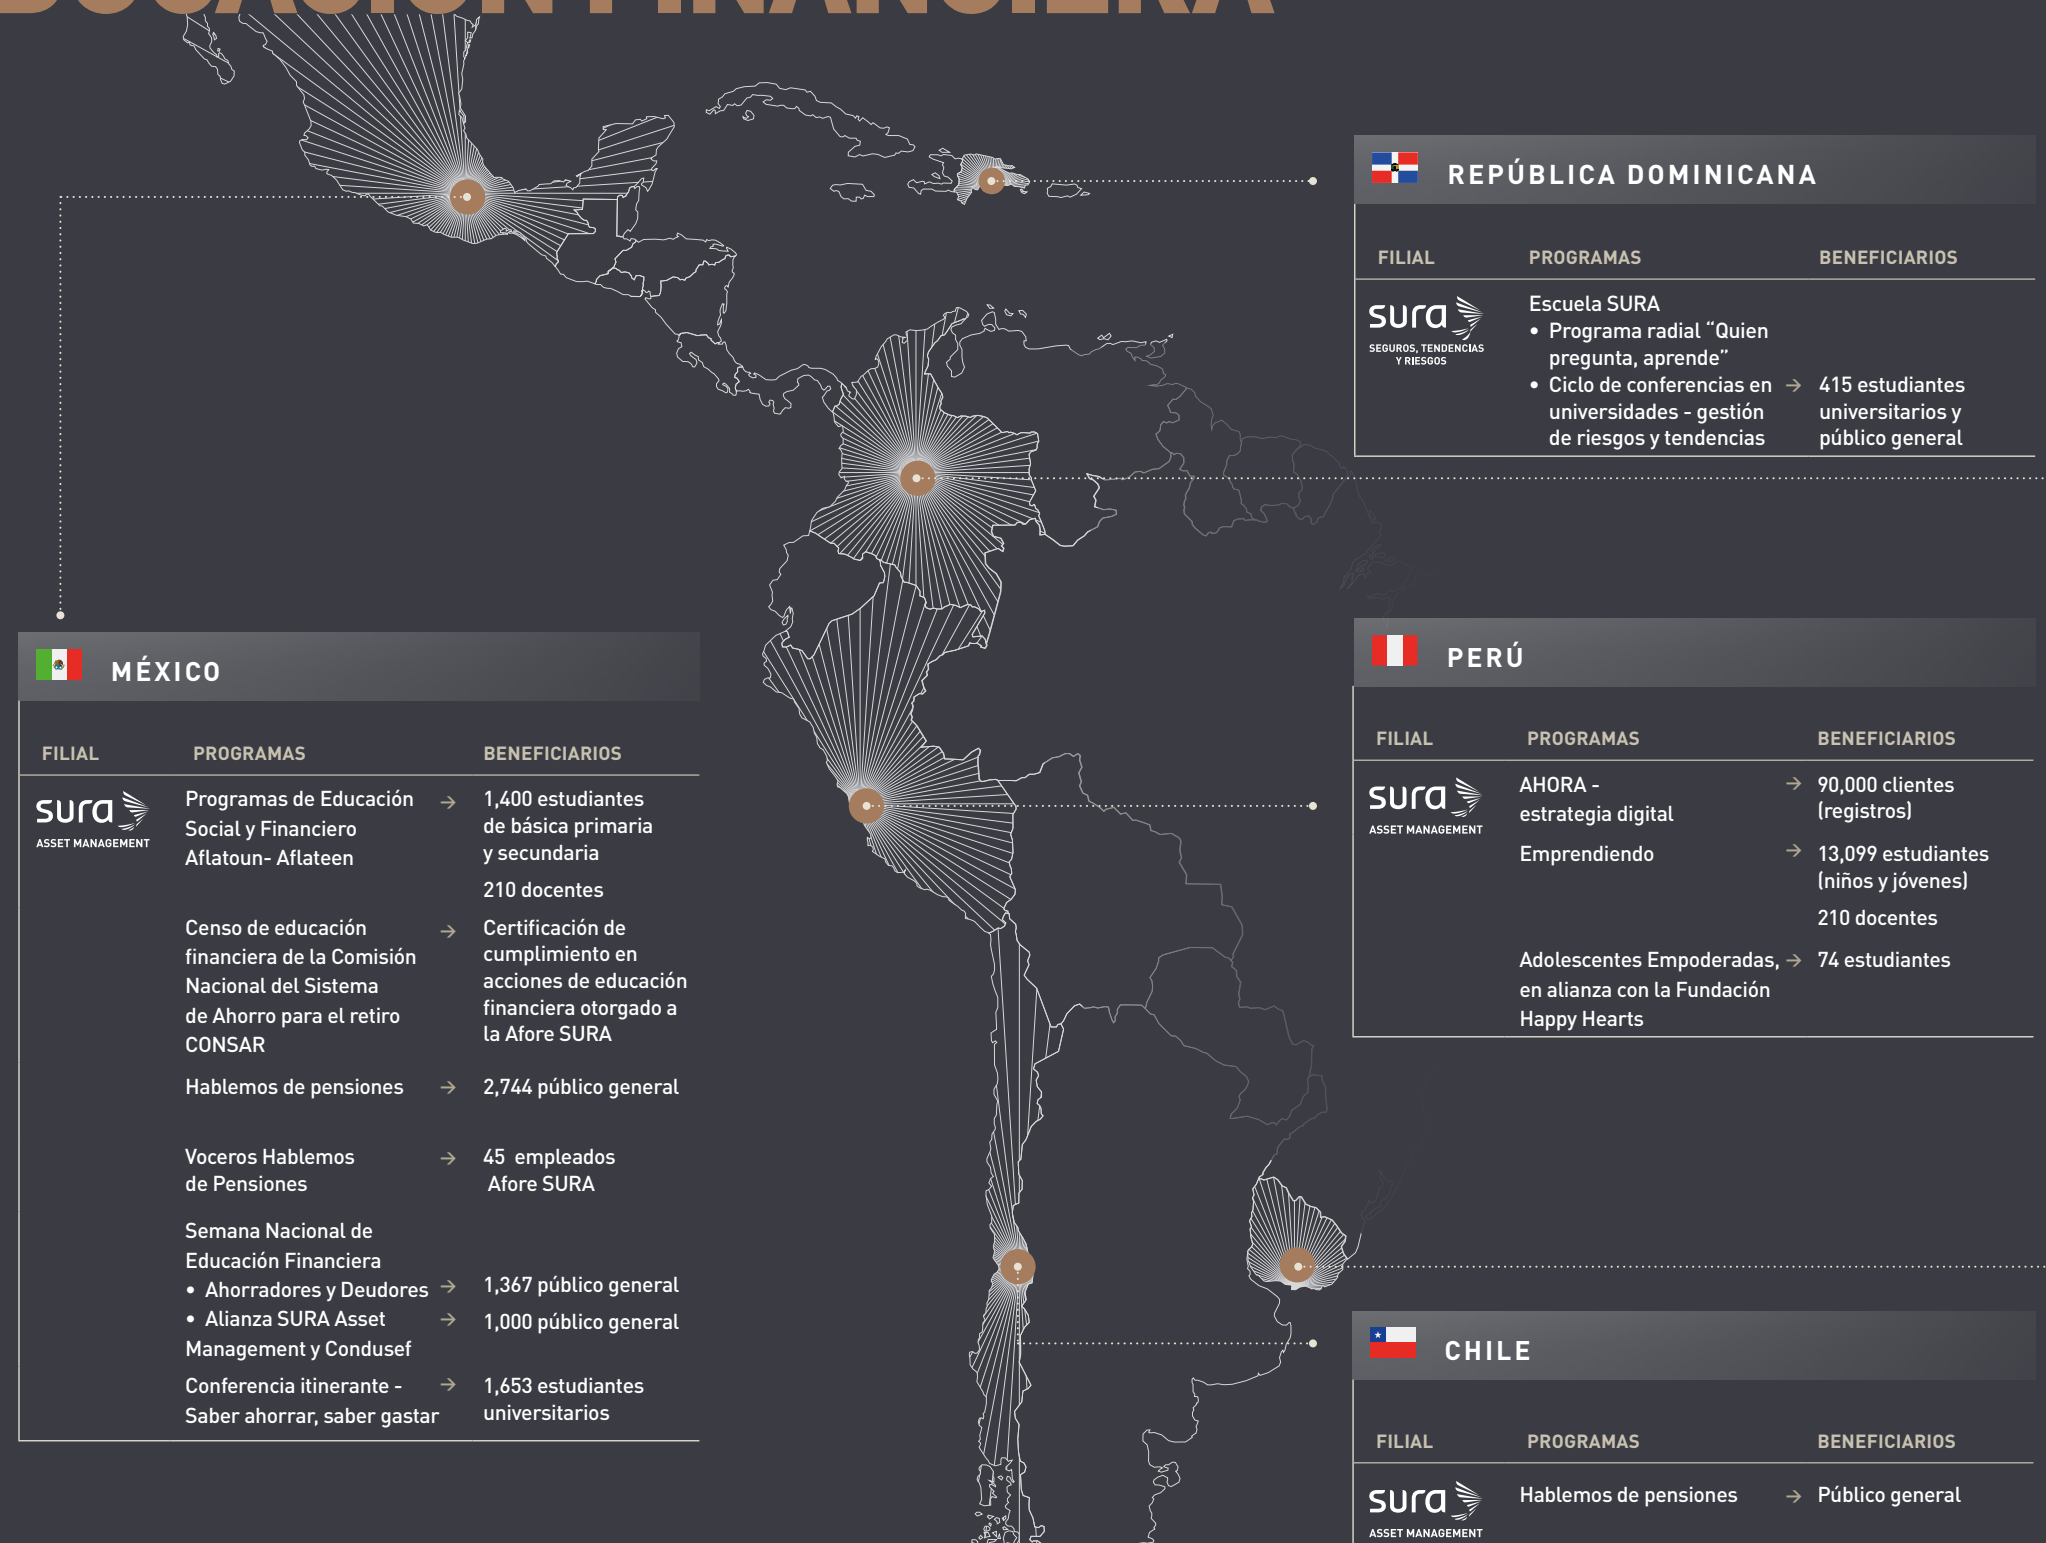 EDUCACIÓN FINANCIERA
REPÚBLICA DOMINICANA
FILIAL PROGRAMAS BENEFICIARIOS
sura
SEGUROS, TENDENCIAS
Y RIESGOS
Escuela SURA
• Programa radial “Quien
pregunta, aprende”
• Ciclo de conferencias en → 415 estudiantes
universidades - gestión universitarios y
de riesgos y tendencias público general
MÉXICO
FILIAL PROGRAMAS BENEFICIARIOS
sura
ASSET MANAGEMENT
Programas de Educación → 1,400 estudiantes
Social y Financiero de básica primaria
Aflatoun- Aflateen y secundaria
210 docentes
Censo de educación → Certificación de
financiera de la Comisión cumplimiento en
Nacional del Sistema acciones de educación
de Ahorro para el retiro financiera otorgado a
CONSAR la Afore SURA
Hablemos de pensiones → 2,744 público general
Voceros Hablemos → 45 empleados
de Pensiones Afore SURA
Semana Nacional de
Educación Financiera
• Ahorradores y Deudores → 1,367 público general
• Alianza SURA Asset → 1,000 público general
Management y Condusef
Conferencia itinerante - → 1,653 estudiantes
Saber ahorrar, saber gastar universitarios
PERÚ
FILIAL PROGRAMAS BENEFICIARIOS
sura
ASSET MANAGEMENT
AHORA - → 90,000 clientes
estrategia digital (registros)
Emprendiendo → 13,099 estudiantes
(niños y jóvenes)
210 docentes
Adolescentes Empoderadas, → 74 estudiantes
en alianza con la Fundación
Happy Hearts
CHILE
FILIAL PROGRAMAS BENEFICIARIOS
sura
ASSET MANAGEMENT
Hablemos de pensiones → Público general